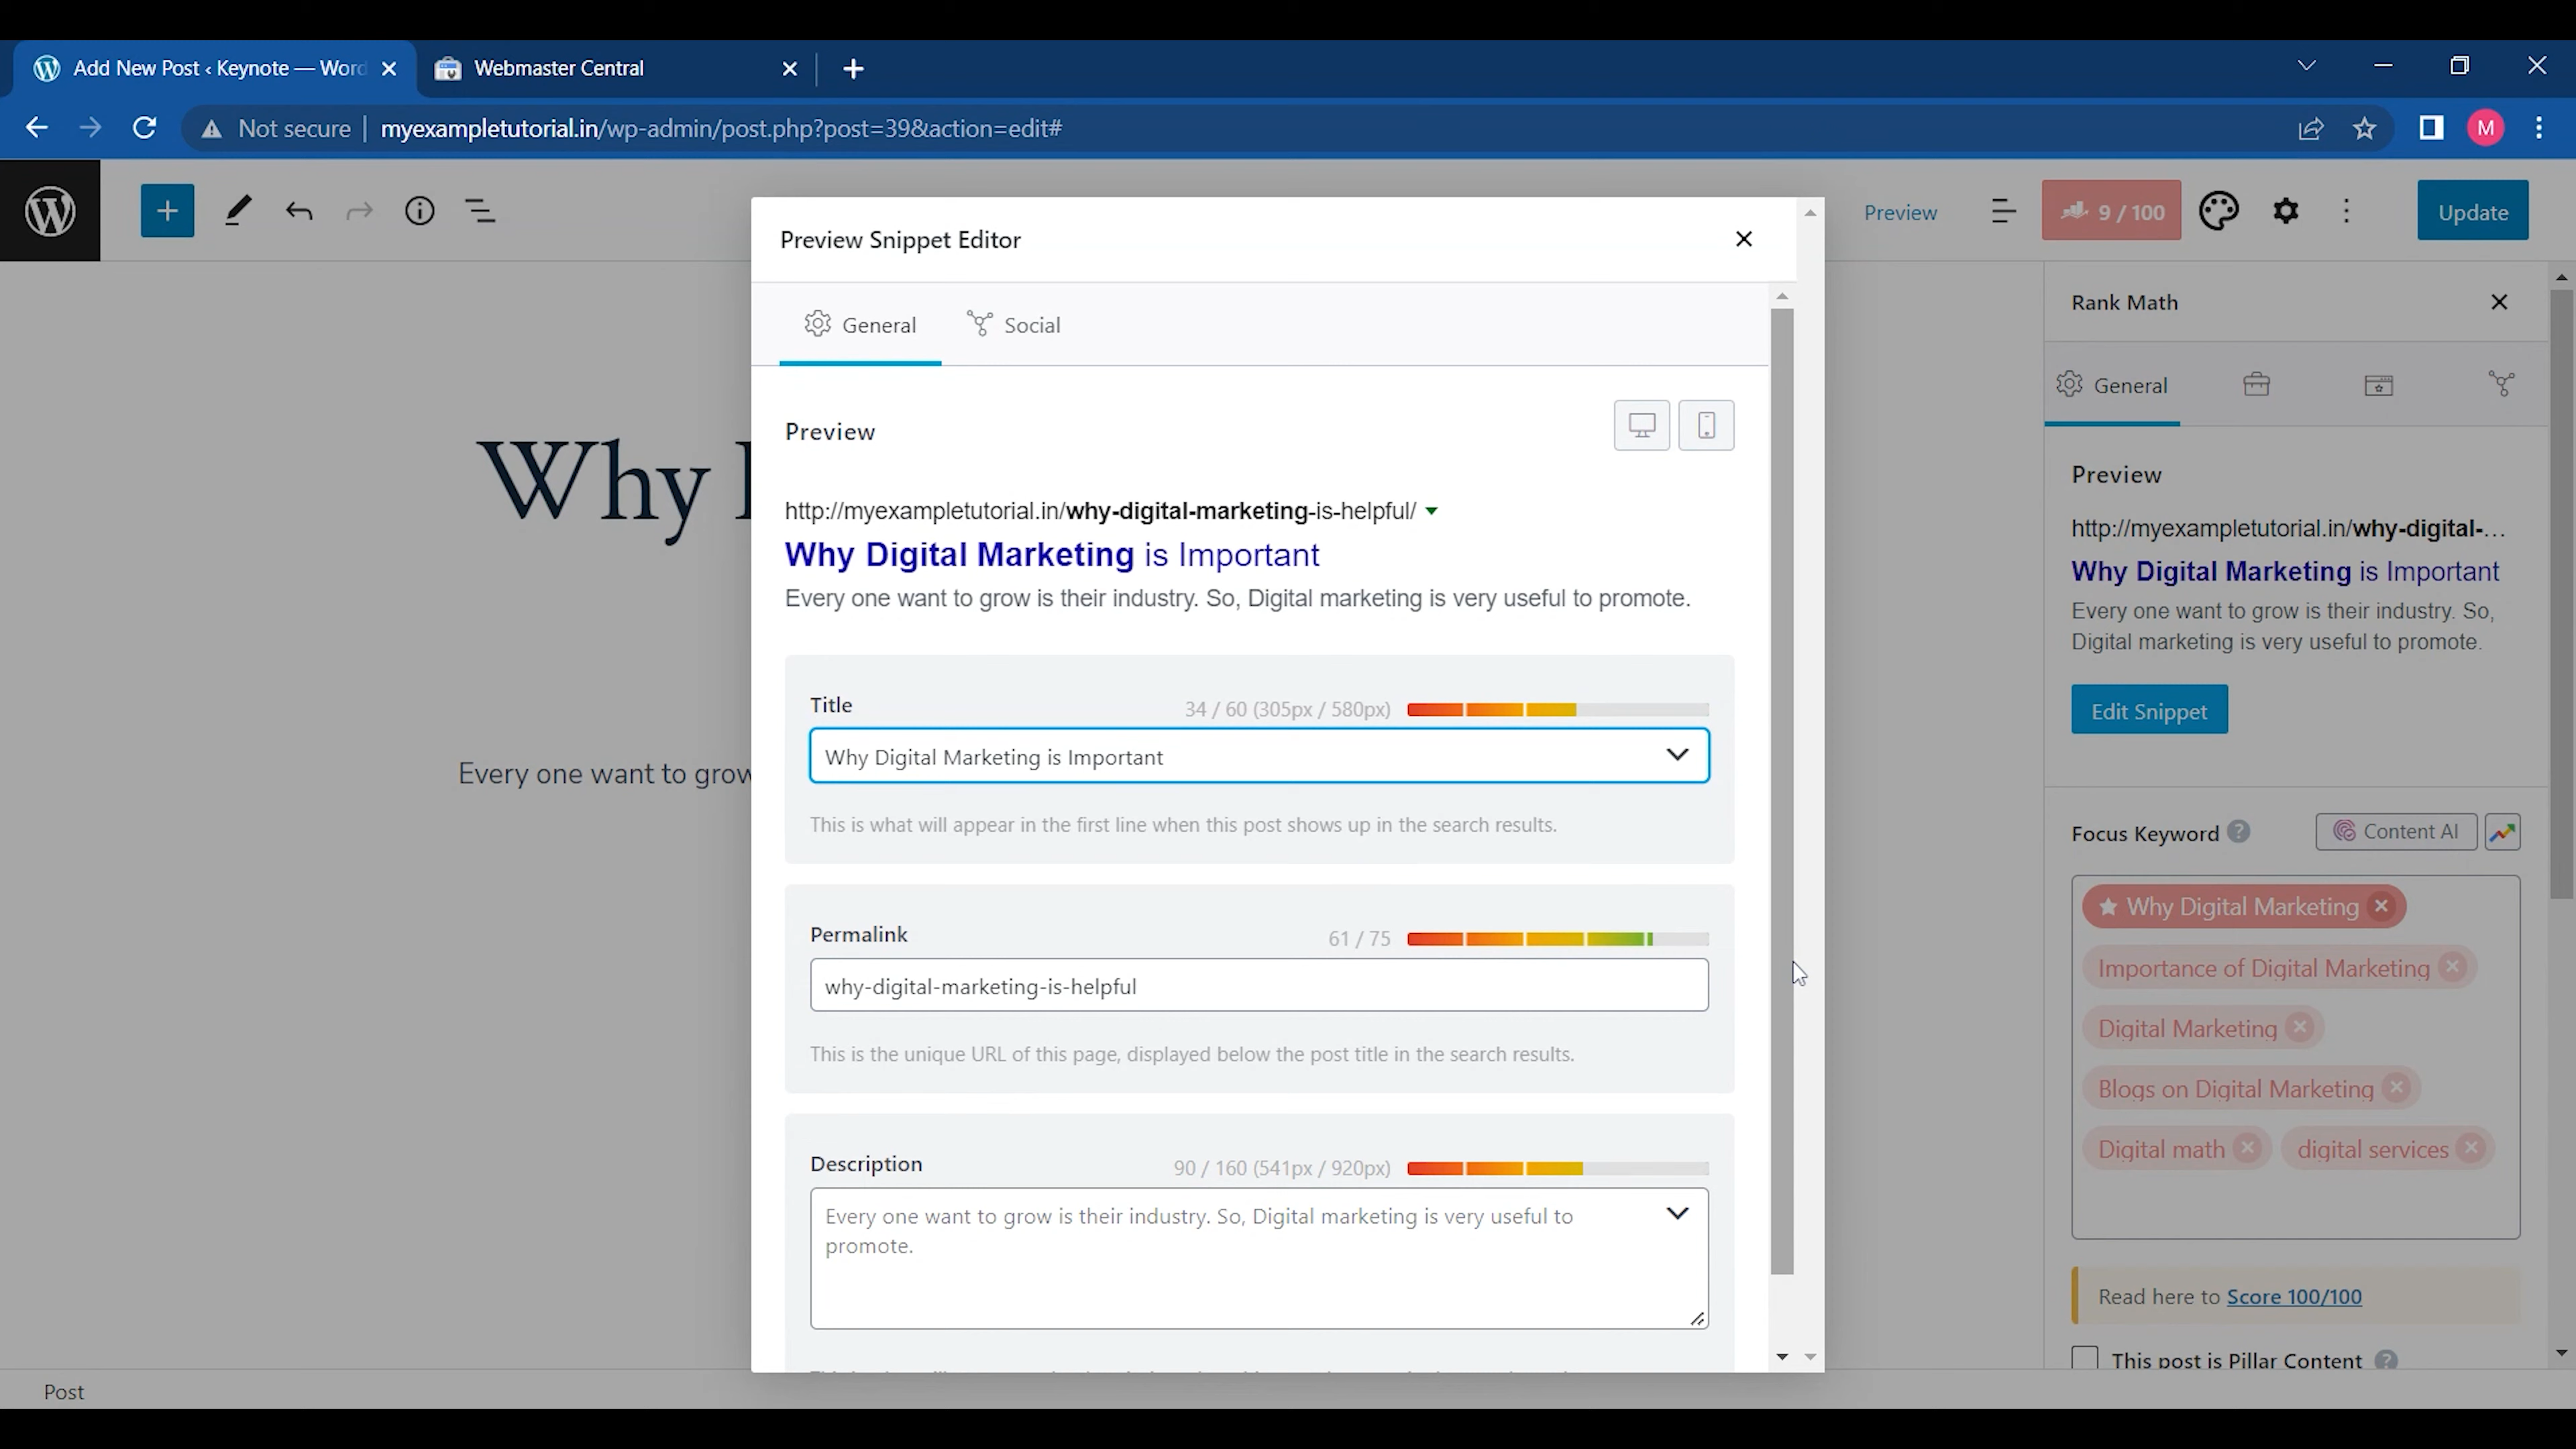 Add New Post ‹ Keynote — Word
Webmaster Central
Not secure
myexampletutorial.in/wp-admin/post.php?post=39&action=edit#
M
Preview
9 / 100
Update
Why
Every one want to grow
Preview Snippet Editor
General
Social
Preview
http://myexampletutorial.in/why-digital-marketing-is-helpful/
Why Digital Marketing is Important
Every one want to grow is their industry. So, Digital marketing is very useful to promote.
Title
34 / 60 (305px / 580px)
Why Digital Marketing is Important
This is what will appear in the first line when this post shows up in the search results.
Permalink
61 / 75
why-digital-marketing-is-helpful
This is the unique URL of this page, displayed below the post title in the search results.
Description
90 / 160 (541px / 920px)
Every one want to grow is their industry. So, Digital marketing is very useful to
promote.
Rank Math
General
Preview
http://myexampletutorial.in/why-digital-...
Why Digital Marketing is Important
Every one want to grow is their industry. So,
Digital marketing is very useful to promote.
Edit Snippet
Focus Keyword
Content AI
Why Digital Marketing
Importance of Digital Marketing
Digital Marketing
Blogs on Digital Marketing
Digital math
digital services
Read here to Score 100/100
This post is Pillar Content
Post